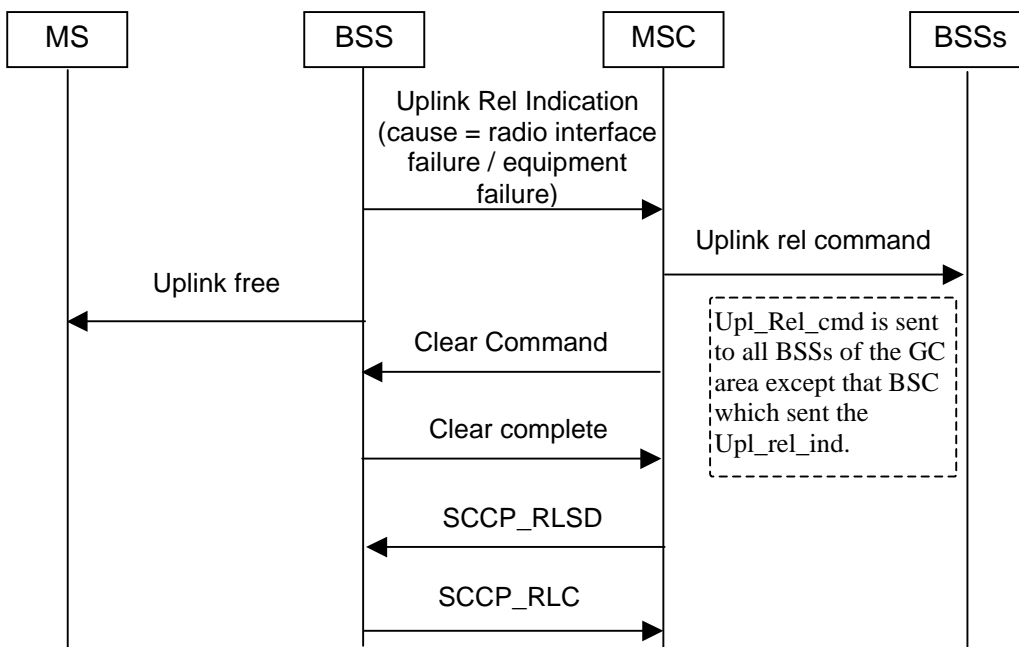 MS
BSS
MSC
BSSs
Uplink Rel Indication
(cause = radio interface
failure / equipment
failure)
Uplink rel command
Uplink free
Upl_Rel_cmd is sent
to all BSSs of the GC
area except that BSC
which sent the
Upl_rel_ind.
Clear Command
Clear complete
SCCP_RLSD
SCCP_RLC